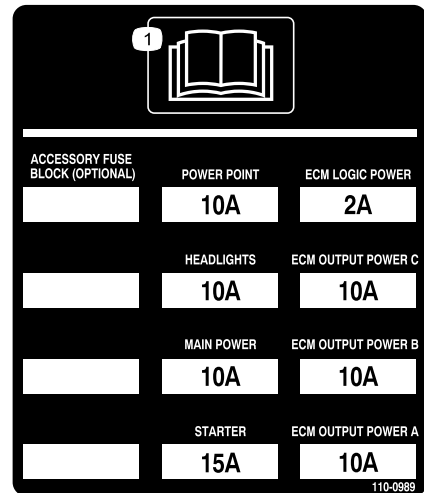 1
ACCESSORY FUSE
BLOCK (OPTIONAL)
POWER POINT
ECM LOGIC POWER
10A
2A
HEADLIGHTS
ECM OUTPUT POWER C
10A
10A
MAIN POWER
ECM OUTPUT POWER B
10A
10A
STARTER
ECM OUTPUT POWER A
15A
10A
110-0989